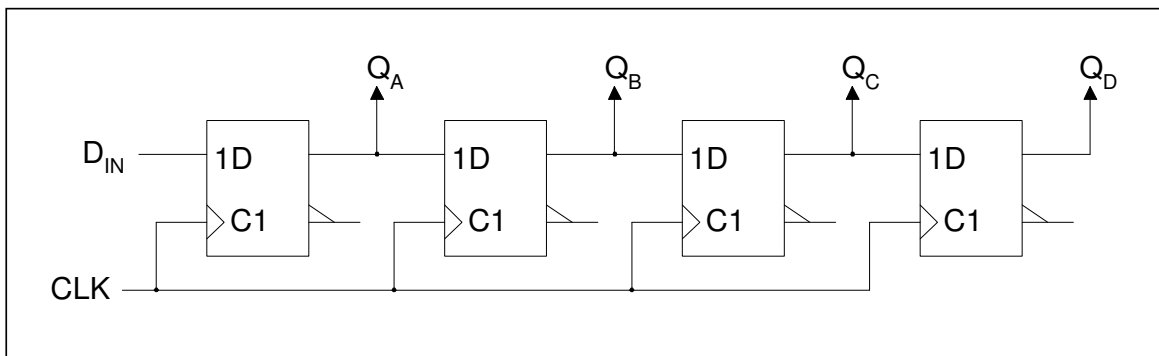 Q_A Q_B Q_C Q_D
D_IN 1D 1D 1D 1D
C1 C1 C1 C1
CLK